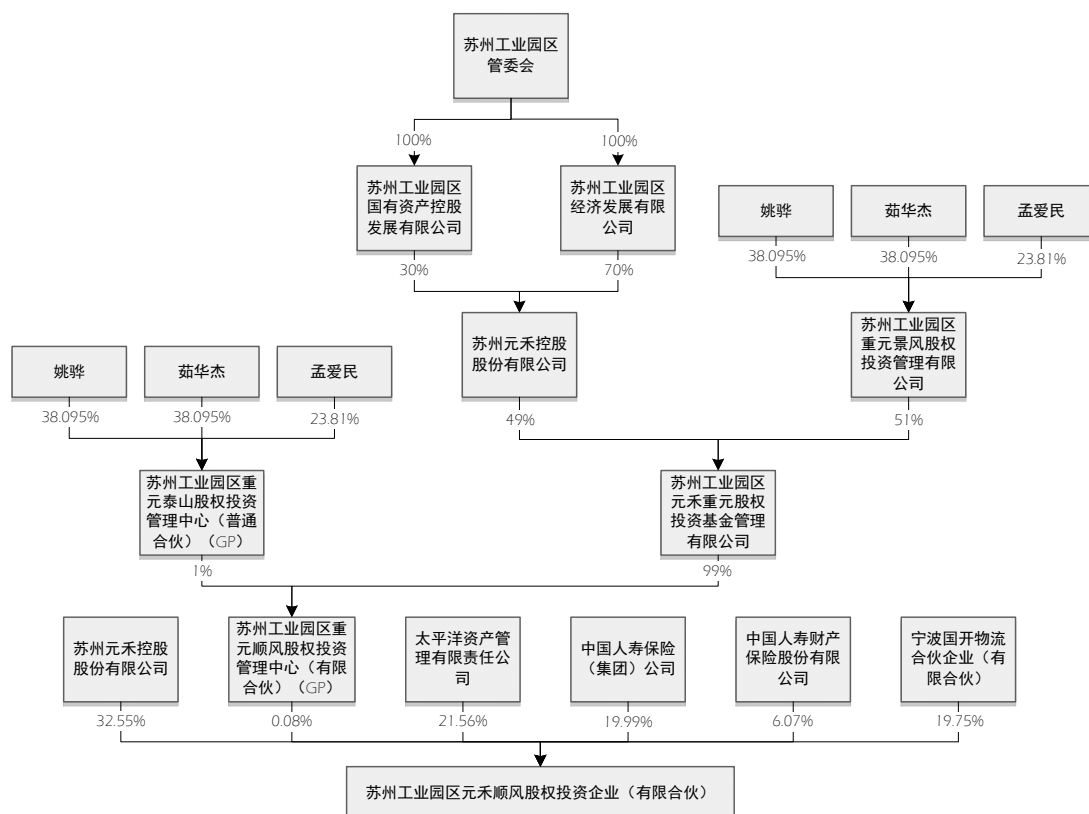 苏州工业园区
管委会
100%
100%
苏州工业园区
国有资产控股
发展有限公司
苏州工业园区
经济发展有限
公司
姚骅
茹华杰
孟爱民
30%
70%
38.095%
38.095%
23.81%
苏州元禾控股
股份有限公司
苏州工业园区
重元景风股权
投资管理有限
公司
姚骅
茹华杰
孟爱民
38.095%
38.095%
23.81%
49%
51%
苏州工业园区重
元泰山股权投资
管理中心（普通
合伙）（GP）
苏州工业园区
元禾重元股权
投资基金管理
有限公司
1%
99%
苏州元禾控股
股份有限公司
苏州工业园区重
元顺风股权投资
管理中心（有限
合伙）（GP）
太平洋资产管
理有限责任公
司
中国人寿保险
（集团）公司
中国人寿财产
保险股份有限
公司
宁波国开物流
合伙企业（有
限合伙）
32.55%
0.08%
21.56%
19.99%
6.07%
19.75%
苏州工业园区元禾顺风股权投资企业（有限合伙）